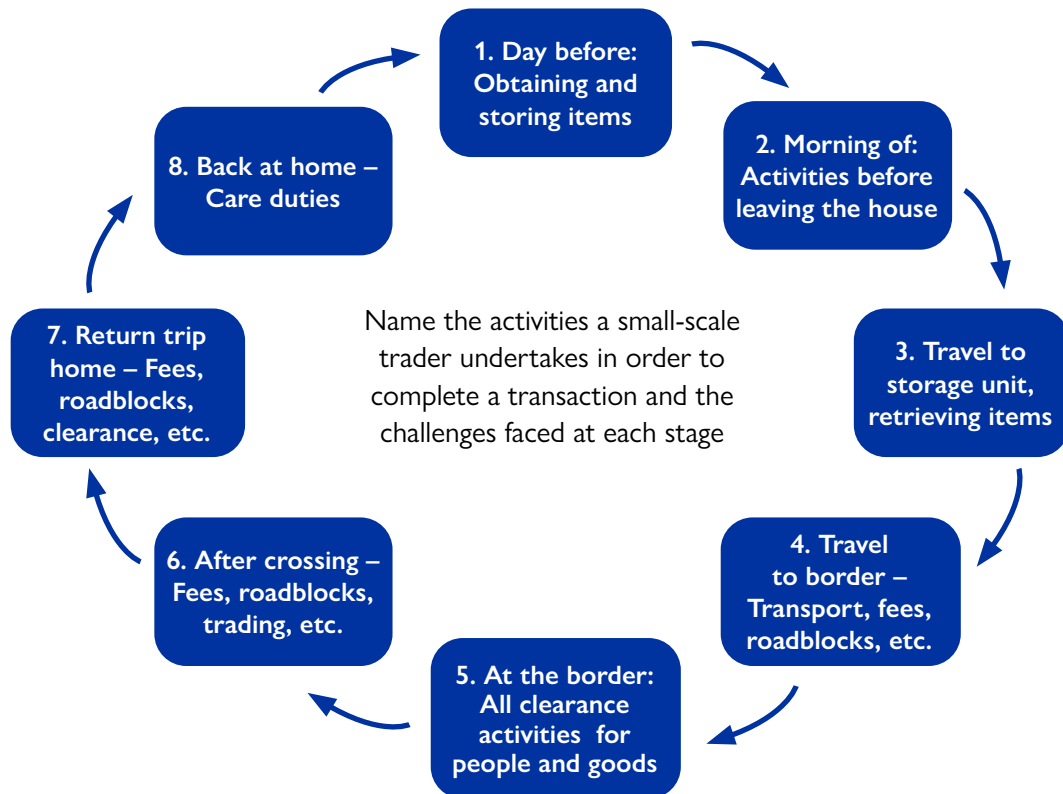 1. Day before:
Obtaining and
storing items
2. Morning of:
Activities before
leaving the house
3. Travel to
storage unit,
retrieving items
4. Travel
to border –
Transport, fees,
roadblocks, etc.
5. At the border:
All clearance
activities for
people and goods
6. After crossing –
Fees, roadblocks,
trading, etc.
7. Return trip
home – Fees,
roadblocks,
clearance, etc.
8. Back at home –
Care duties
Name the activities a small-scale
trader undertakes in order to
complete a transaction and the
challenges faced at each stage